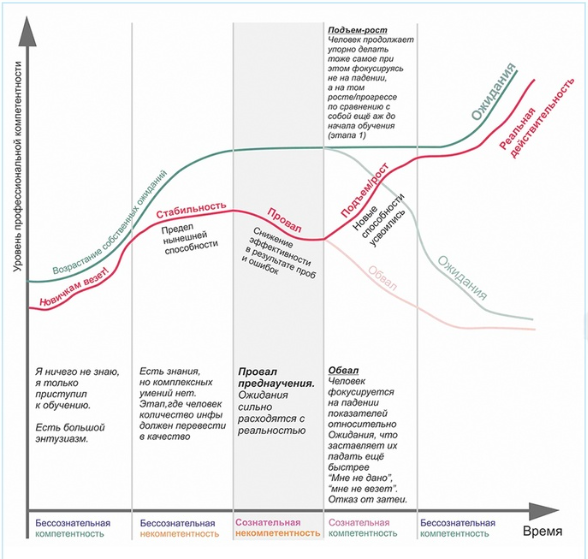 Уровень профессиональной компетентности
Подъем-рост
Человек продолжает
упорно делать
тоже самое при
этом фокусируясь
не на падении,
а на том
росте/прогрессе
по сравнению с
собой ещё аж до
начала обучения
(этапа 1)
Ожидания
Реальная
действительность
Возрастание собственных ожиданий
Новичкам везет!
Стабильность
Предел
нынешней
способности
Провал
Снижение
эффективности
в результате проб
и ошибок
Подъем/рост
Новые
способности
усвоились
Обвал
Ожидания
Я ничего не знаю,
я только
приступил
к обучению.
Есть большой
энтузиазм.
Есть знания,
но комплексных
умений нет.
Этап,где человек
количество инфы
должен перевести
в качество
Провал
преднаучения.
Ожидания
сильно
расходятся с
реальностью
Обвал
Человек
фокусируется
на падении
показателей
относительно
Ожидания, что
заставляет их
падать ещё
быстрее
“Мне не дано”,
“мне не везет”.
Отказ от затеи.
Время
Бессознательная
компетентность
Бессознательная
некомпетентность
Сознательная
некомпетентность
Сознательная
компетентность
Бессознательная
компетентность